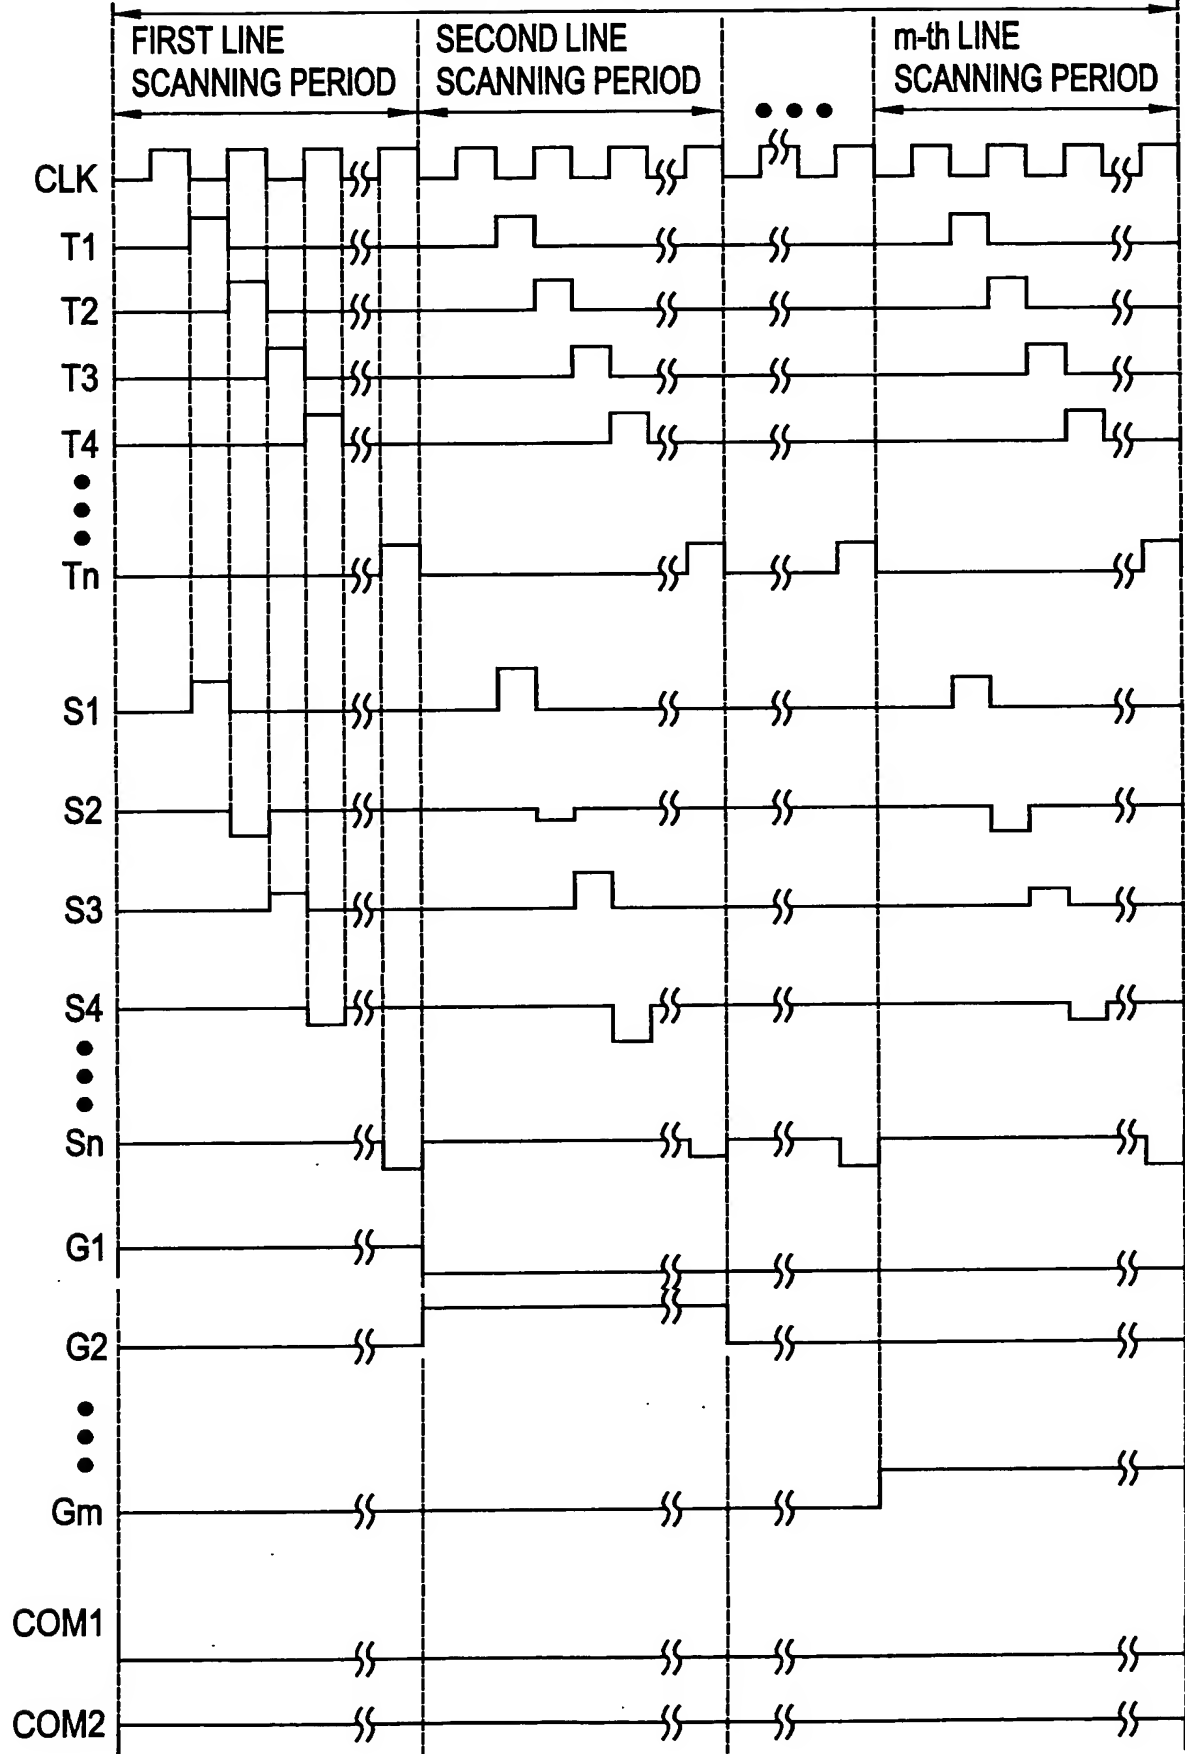 FIRST LINE
SCANNING PERIOD
SECOND LINE
SCANNING PERIOD
m-th LINE
SCANNING PERIOD
CLK
T1
T2
T3
T4
Tn
S1
S2
S3
S4
Sn
G1
G2
Gm
COM1
COM2